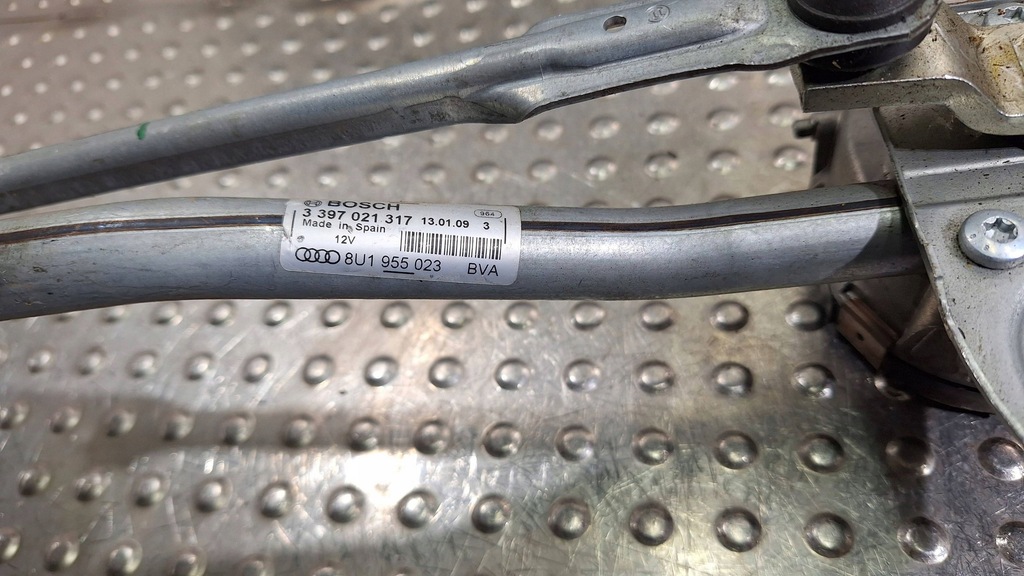 BOSCH
3 397 021 317 13.01.09 964
Made in Spain 3
12V
8U1 955 023 BVA